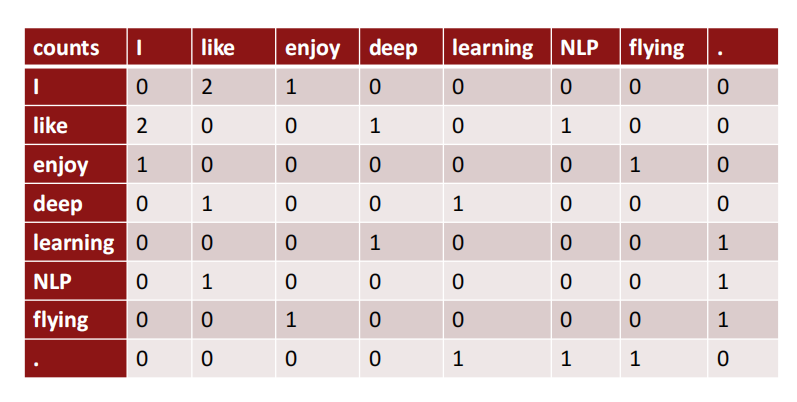 counts I like enjoy deep learning NLP flying .
I 0 2 1 0 0 0 0 0
like 2 0 0 1 0 1 0 0
enjoy 1 0 0 0 0 0 1 0
deep 0 1 0 0 1 0 0 0
learning 0 0 0 1 0 0 0 1
NLP 0 1 0 0 0 0 0 1
flying 0 0 1 0 0 0 0 1
. 0 0 0 0 1 1 1 0